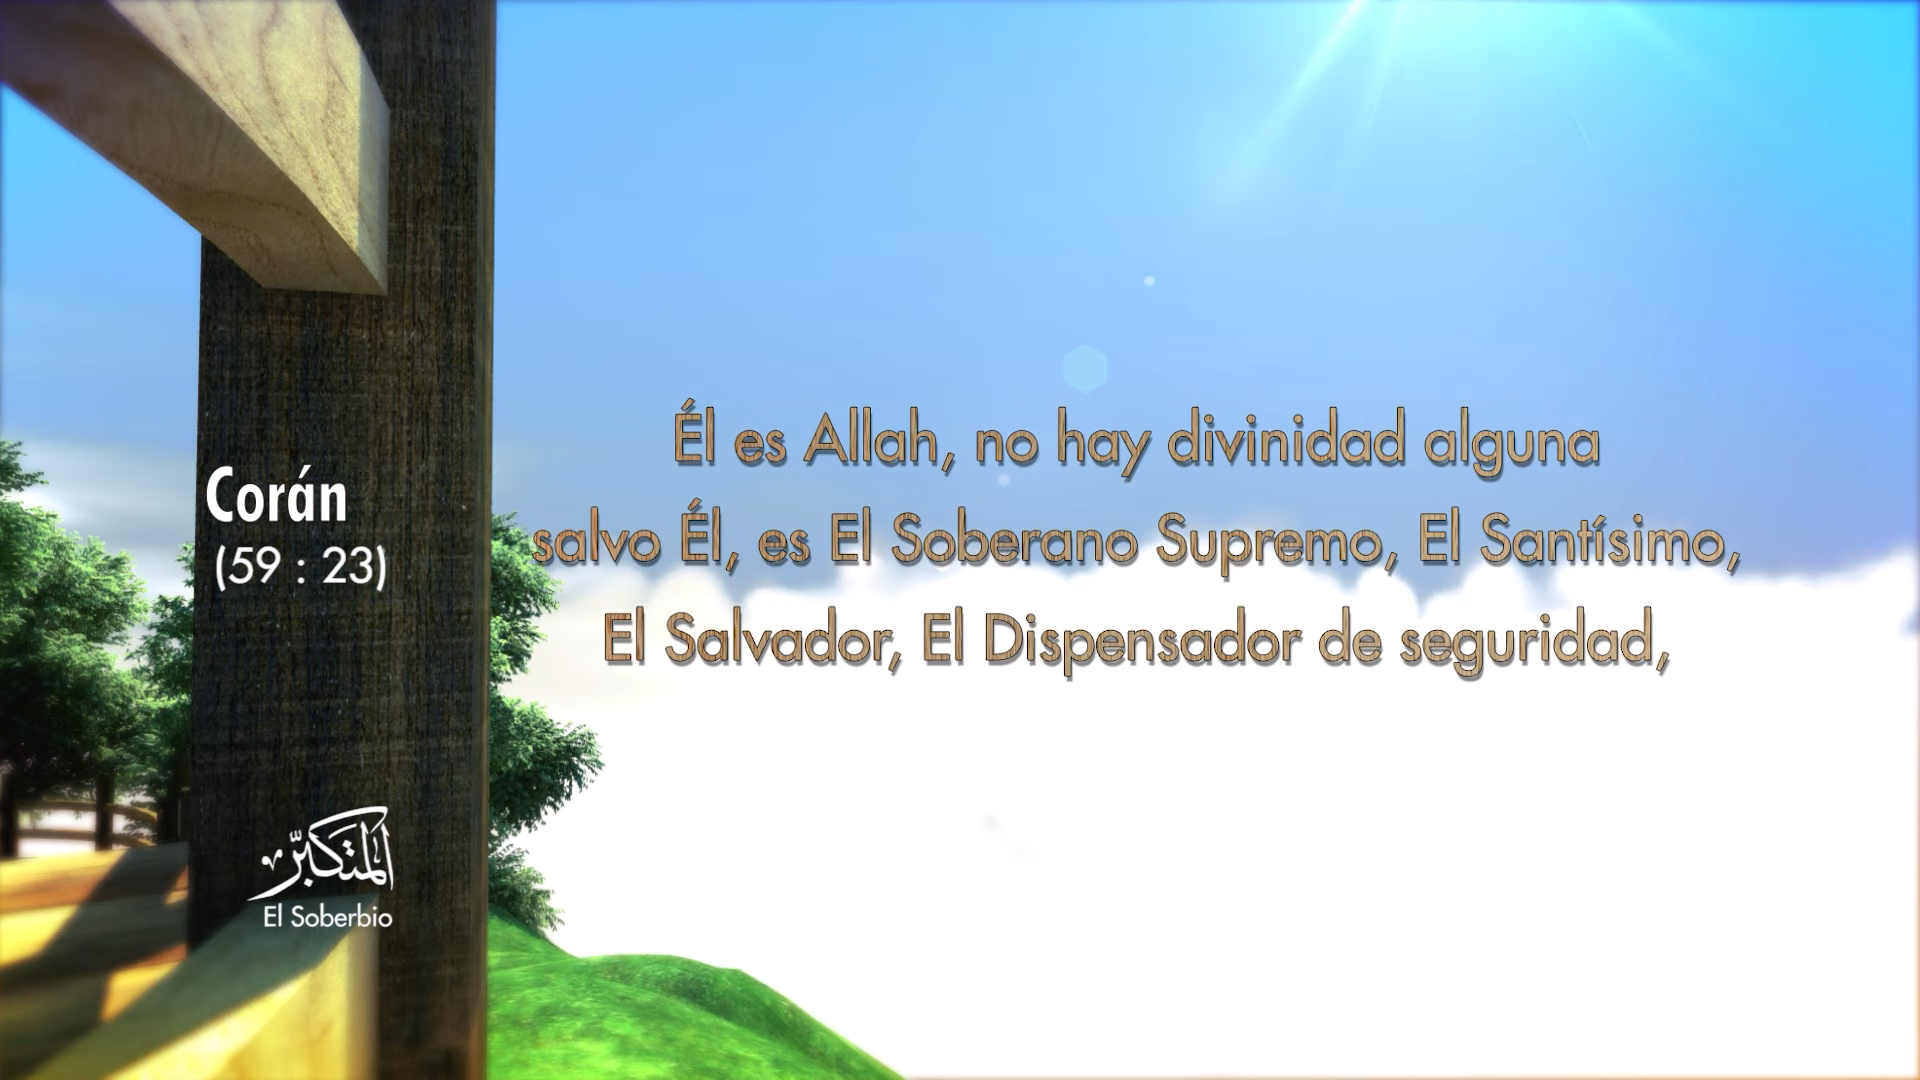 Corán
(59 : 23)
Él es Allah, no hay divinidad alguna
salvo Él, es El Soberano Supremo, El Santísimo,
El Salvador, El Dispensador de seguridad,
المتكبّر
El Soberbio